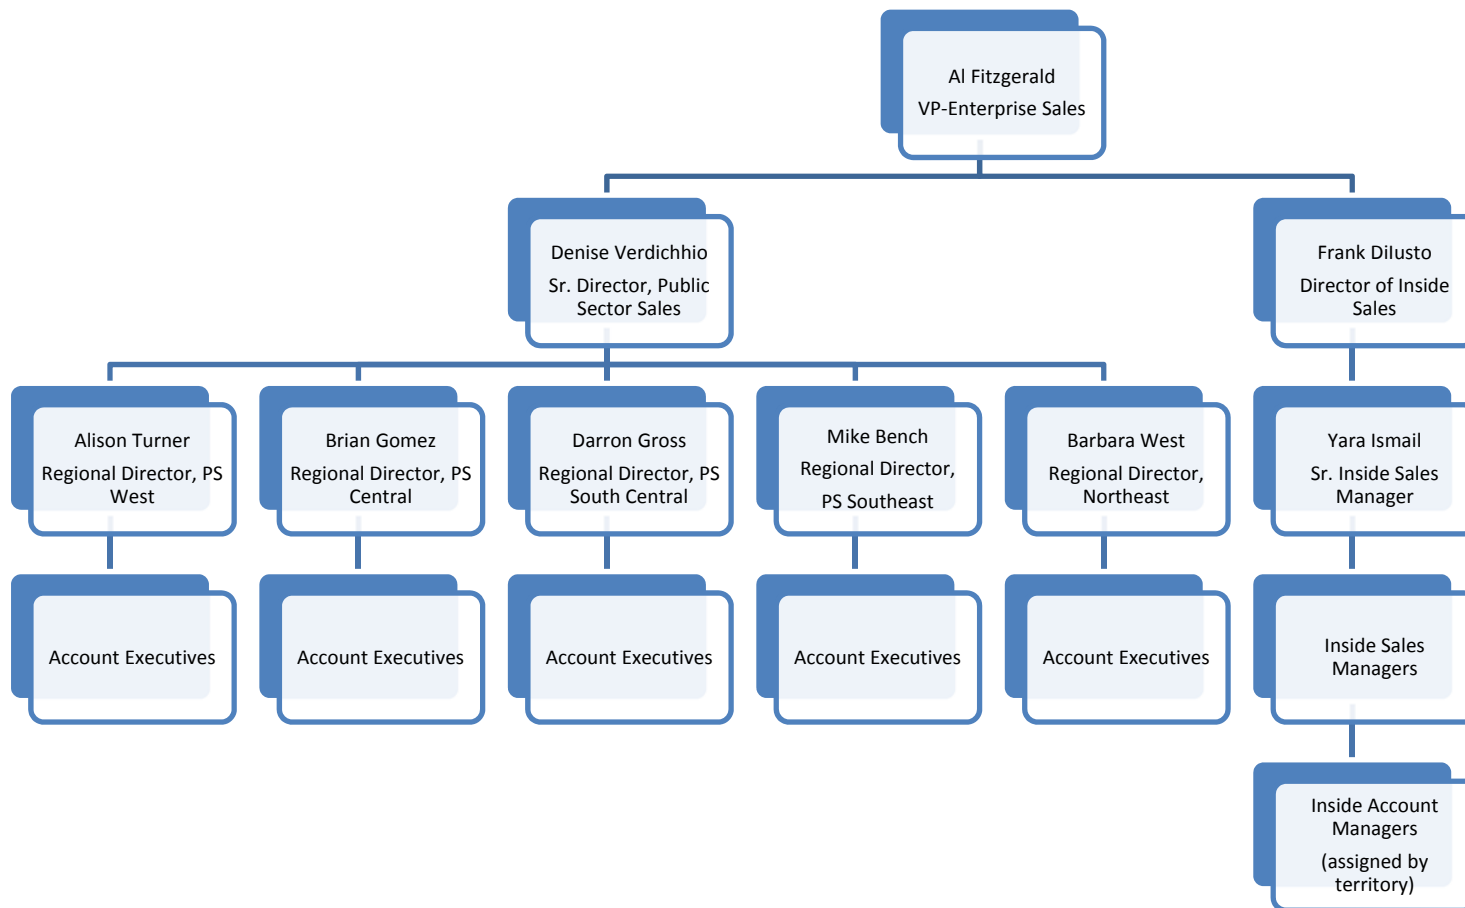 Al Fitzgerald
VP-Enterprise Sales
Denise Verdichhio
Sr. Director, Public
Sector Sales
Frank DiIusto
Director of Inside
Sales
Alison Turner
Regional Director, PS
West
Brian Gomez
Regional Director, PS
Central
Darron Gross
Regional Director, PS
South Central
Mike Bench
Regional Director,
PS Southeast
Barbara West
Regional Director,
Northeast
Yara Ismail
Sr. Inside Sales
Manager
Account Executives
Account Executives
Account Executives
Account Executives
Account Executives
Inside Sales
Managers
Inside Account
Managers
(assigned by
territory)